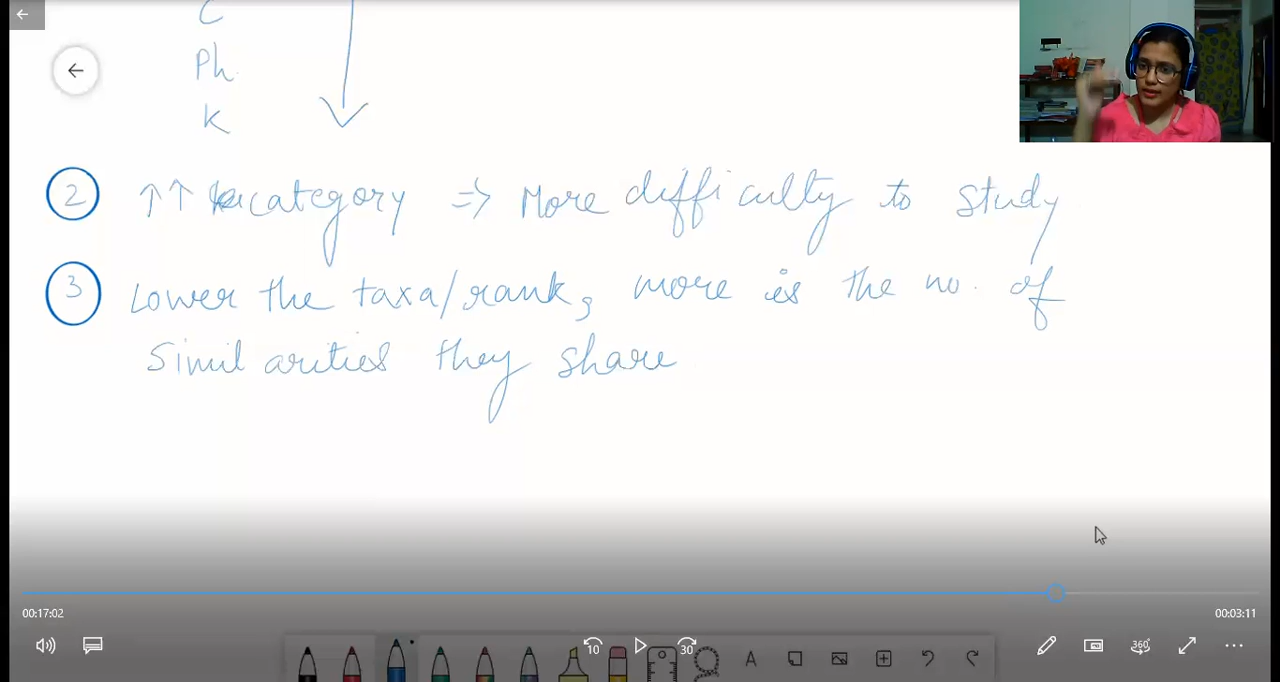 C
Ph.
K
2 ↑↑ category => More difficulty to study
3 Lower the taxa/rank, more is the no. of
similarities they share
00:17:02
00:03:11
10
30
360
A